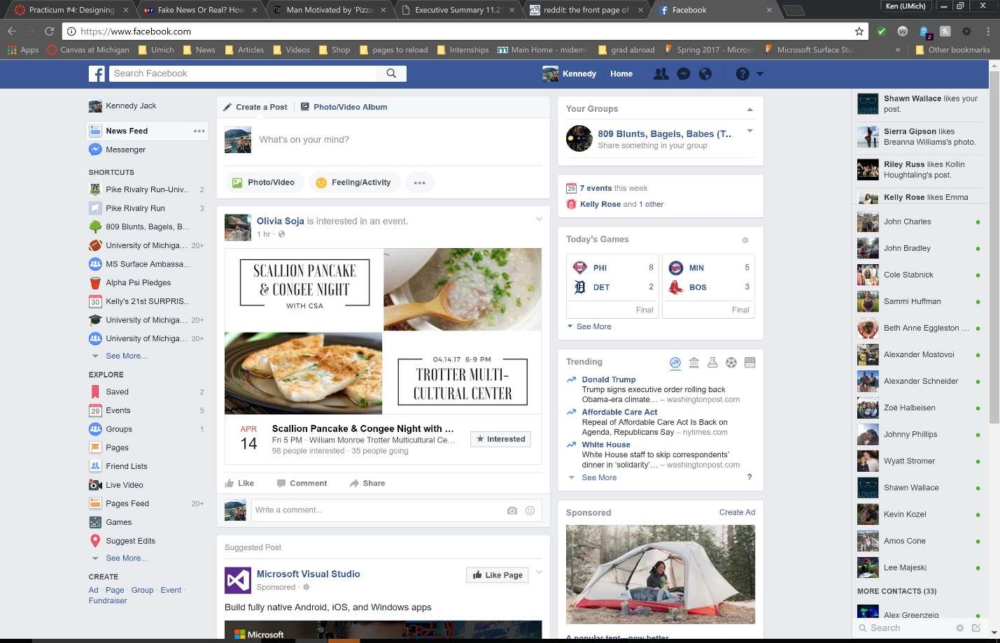 Practicum #4: Designing
Fake News Or Real? How
Man Motivated by 'Pizza
Executive Summary 11.21
reddit: the front page of
Facebook
Ken (UMich)
https://www.facebook.com
Apps
Canvas at Michigan
Umich
News
Articles
Videos
Shop
pages to reload
Internships
Main Home - midem
grad abroad
Spring 2017 - Microso
Microsoft Surface Stu
»
Other bookmarks
Search Facebook
Kennedy
Home
Kennedy Jack
News Feed
Messenger
SHORTCUTS
Pike Rivalry Run-Univ.. 2
Pike Rivalry Run 3
809 Blunts, Bagels, B...
University of Michiga... 20+
MS Surface Ambassa...
Alpha Psi Pledges
30 Kelly's 21st SURPRIS..
University of Michiga... 20+
University of Michiga... 20+
See More...
EXPLORE
Saved 2
29 Events 5
Groups 1
Pages
Friend Lists
Live Video
Pages Feed 20+
Games
Suggest Edits
See More...
CREATE
Ad · Page · Group · Event ·
Fundraiser
Create a Post
Photo/Video Album
What's on your mind?
Photo/Video
Feeling/Activity
Olivia Soja is interested in an event.
1 hr ·
SCALLION PANCAKE
& CONGEE NIGHT
WITH CSA
04.14.17 6-9 PM
TROTTER MULTI-
CULTURAL CENTER
APR
14
Scallion Pancake & Congee Night with ...
Fri 5 PM · William Monroe Trotter Multicultural Ce...
98 people interested · 35 people going
Interested
Like
Comment
Share
Write a comment...
Suggested Post
Microsoft Visual Studio
Sponsored ·
Like Page
Build fully native Android, iOS, and Windows apps
Microsoft
Your Groups
809 Blunts, Bagels, Babes (T..
Share something in your group
29 7 events this week
Kelly Rose and 1 other
Today's Games
PHI 8
DET 2
Final
MIN 5
BOS 3
Final
See More
Trending
Donald Trump
Trump signs executive order rolling back
Obama-era climate... – washingtonpost.com
Affordable Care Act
Repeal of Affordable Care Act Is Back on
Agenda, Republicans Say – nytimes.com
White House
White House staff to skip correspondents'
dinner in 'solidarity'... – washingtonpost.com
See More
?
Sponsored
Create Ad
A popular tent—now better
Shawn Wallace likes your
post.
Sierra Gipson likes
Breanna Williams's photo.
Riley Russ likes Kollin
Houghtaling's post.
Kelly Rose likes Emma
John Charles
John Bradley
Cole Stabnick
Sammi Huffman
Beth Anne Eggleston ...
Alexander Mostovoi
Alexander Schneider
Zoë Halbeisen
Johnny Phillips
Wyatt Stromer
LOVED
Shawn Wallace
Kevin Kozel
Amos Cone
Lee Majeski
MORE CONTACTS (33)
Alex Greenzeig
Search